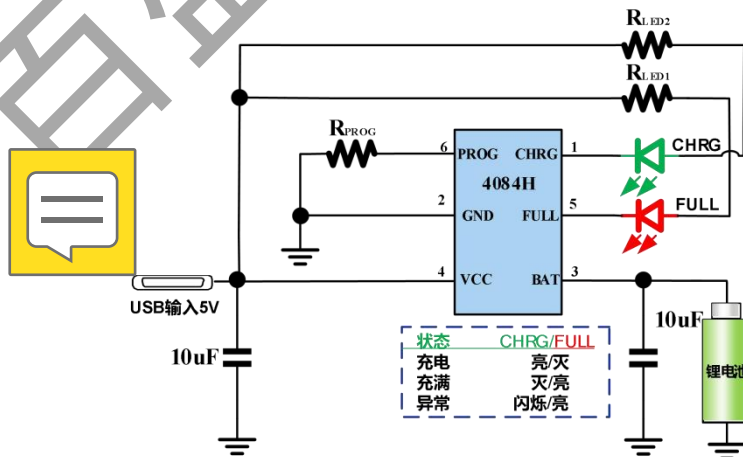 百盛
RLED2
RLED1
RPROG
CHRG
FULL
6 PROG CHRG 1
4084H
2 GND FULL 5
4 VCC BAT 3
USB输入5V
10uF
10uF
锂电池
状态 CHRG/FULL
充电 亮/灭
充满 灭/亮
异常 闪烁/亮